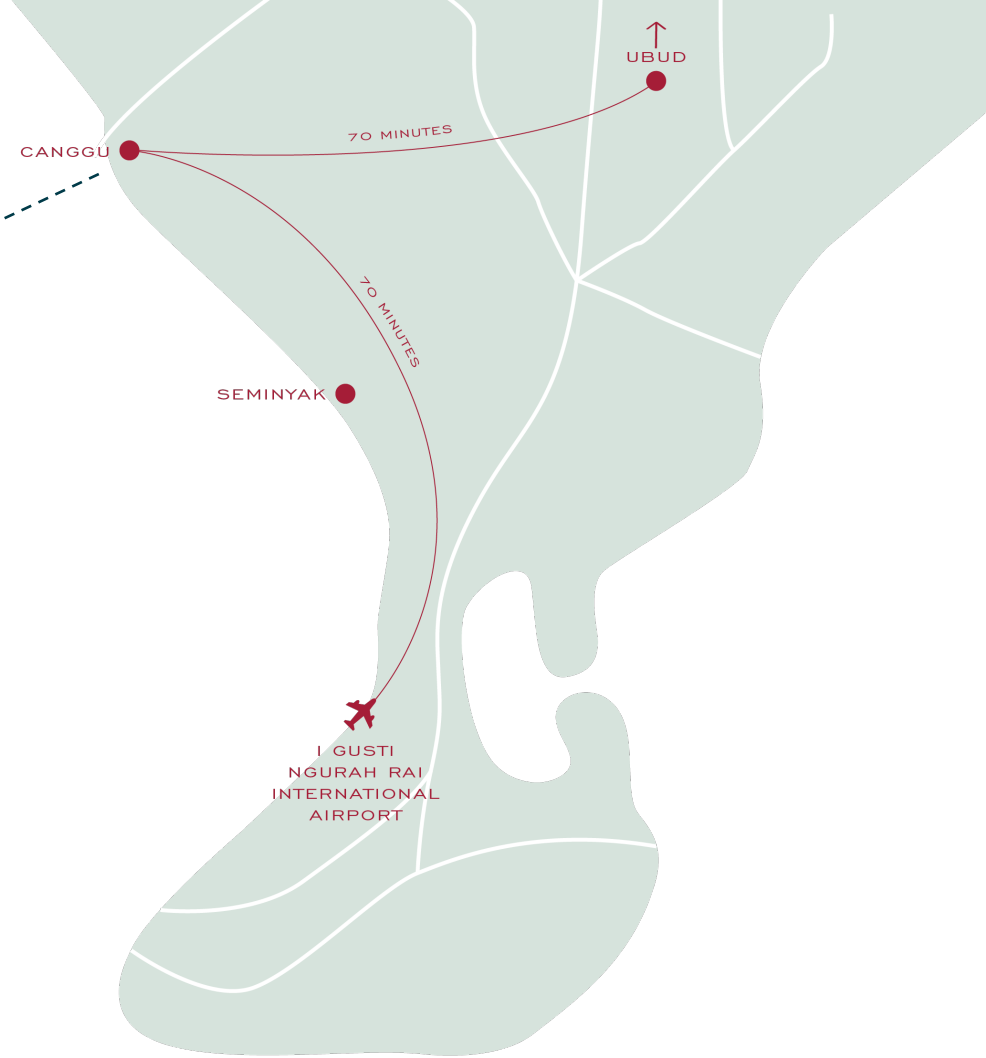 UBUD
70 MINUTES
CANGGU
70 MINUTES
SEMINYAK
I GUSTI
NGURAH RAI
INTERNATIONAL
AIRPORT